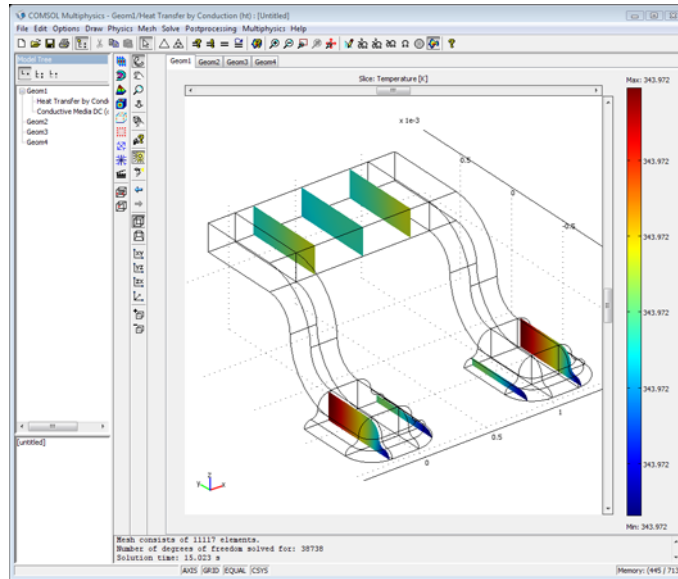 COMSOL Multiphysics - Geom1/Heat Transfer by Conduction (ht) : [Untitled]
File Edit Options Draw Physics Mesh Solve Postprocessing Multiphysics Help
Model Tree
Geom1
Heat Transfer by Condu
Conductive Media DC (
Geom2
Geom3
Geom4
[untitled]
Geom1 Geom2 Geom3 Geom4
Slice: Temperature [K]
x 1e-3
0.5
0
-0.5
1
0.5
0
z
y
x
Max: 343.972
343.972
343.972
343.972
343.972
343.972
343.972
Min: 343.972
Mesh consists of 11117 elements.
Number of degrees of freedom solved for: 38738
Solution time: 15.023 s
AXIS GRID EQUAL CSYS
Memory: (445 / 713